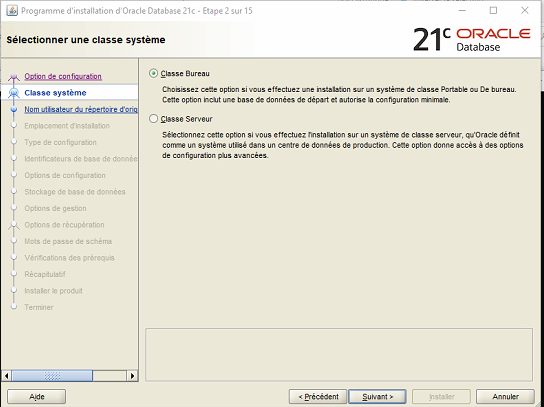 Programme d'installation d'Oracle Database 21c - Etape 2 sur 15
Sélectionner une classe système
21c ORACLE
Database
Option de configuration
Classe système
Nom utilisateur du répertoire d'orig
Emplacement d'installation
Type de configuration
Identificateurs de base de donnée
Options de configuration
Stockage de base de données
Options de gestion
Options de récupération
Mots de passe de schéma
Vérifications des prérequis
Récapitulatif
Installer le produit
Terminer
Classe Bureau
Choisissez cette option si vous effectuez une installation sur un système de classe Portable ou De bureau.
Cette option inclut une base de données de départ et autorise la configuration minimale.
Classe Serveur
Sélectionnez cette option si vous effectuez l'installation sur un système de classe serveur, qu'Oracle définit
comme un système utilisé dans un centre de données de production. Cette option donne accès à des options
de configuration plus avancées.
Aide
< Précédent
Suivant >
Installer
Annuler